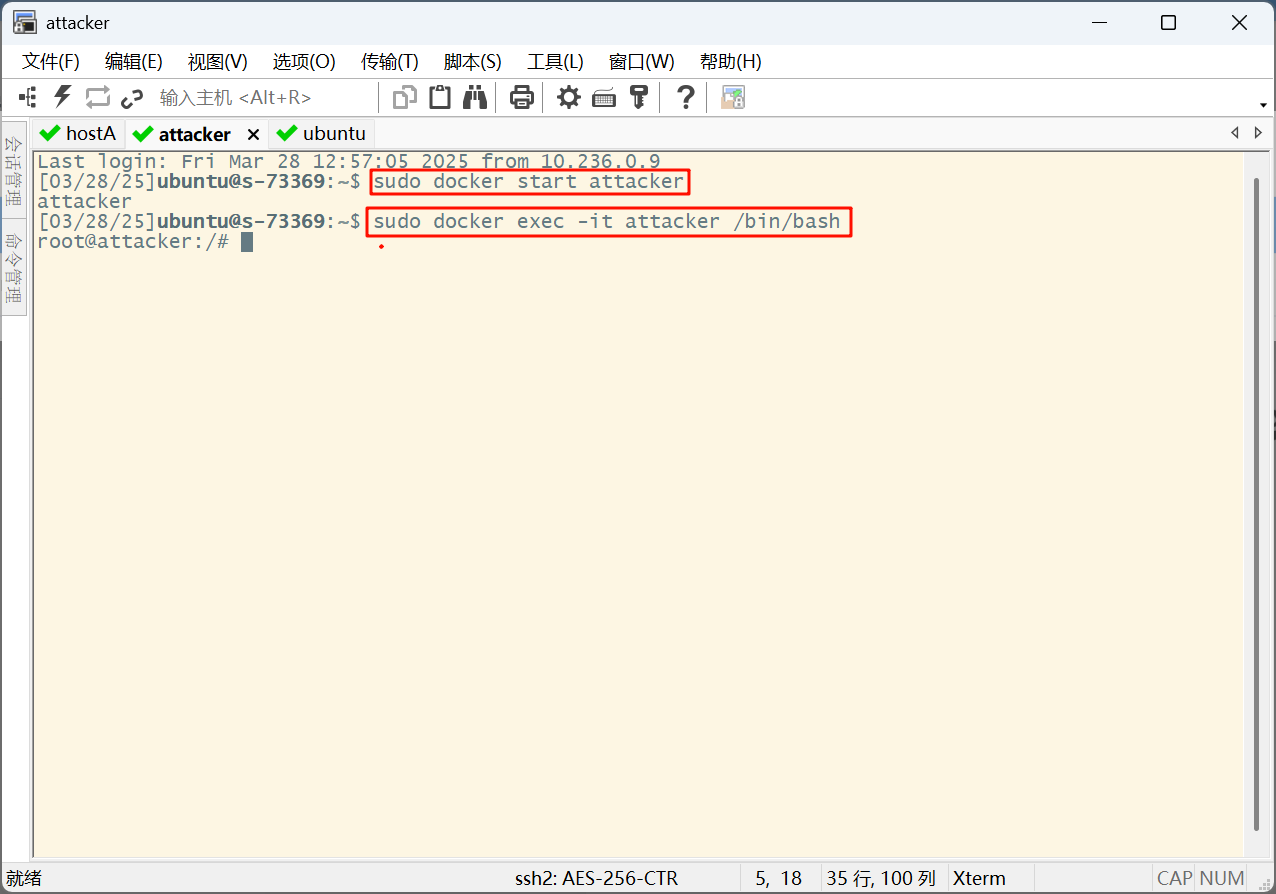 attacker
文件(F) 编辑(E) 视图(V) 选项(O) 传输(T) 脚本(S) 工具(L) 窗口(W) 帮助(H)
输入主机 <Alt+R>
hostA attacker ubuntu
会话管理
命令管理
Last login: Fri Mar 28 12:57:05 2025 from 10.236.0.9
[03/28/25]ubuntu@s-73369:~$ sudo docker start attacker
attacker
[03/28/25]ubuntu@s-73369:~$ sudo docker exec -it attacker /bin/bash
root@attacker:/#
就绪 ssh2: AES-256-CTR 5, 18 35 行, 100 列 Xterm CAP NUM